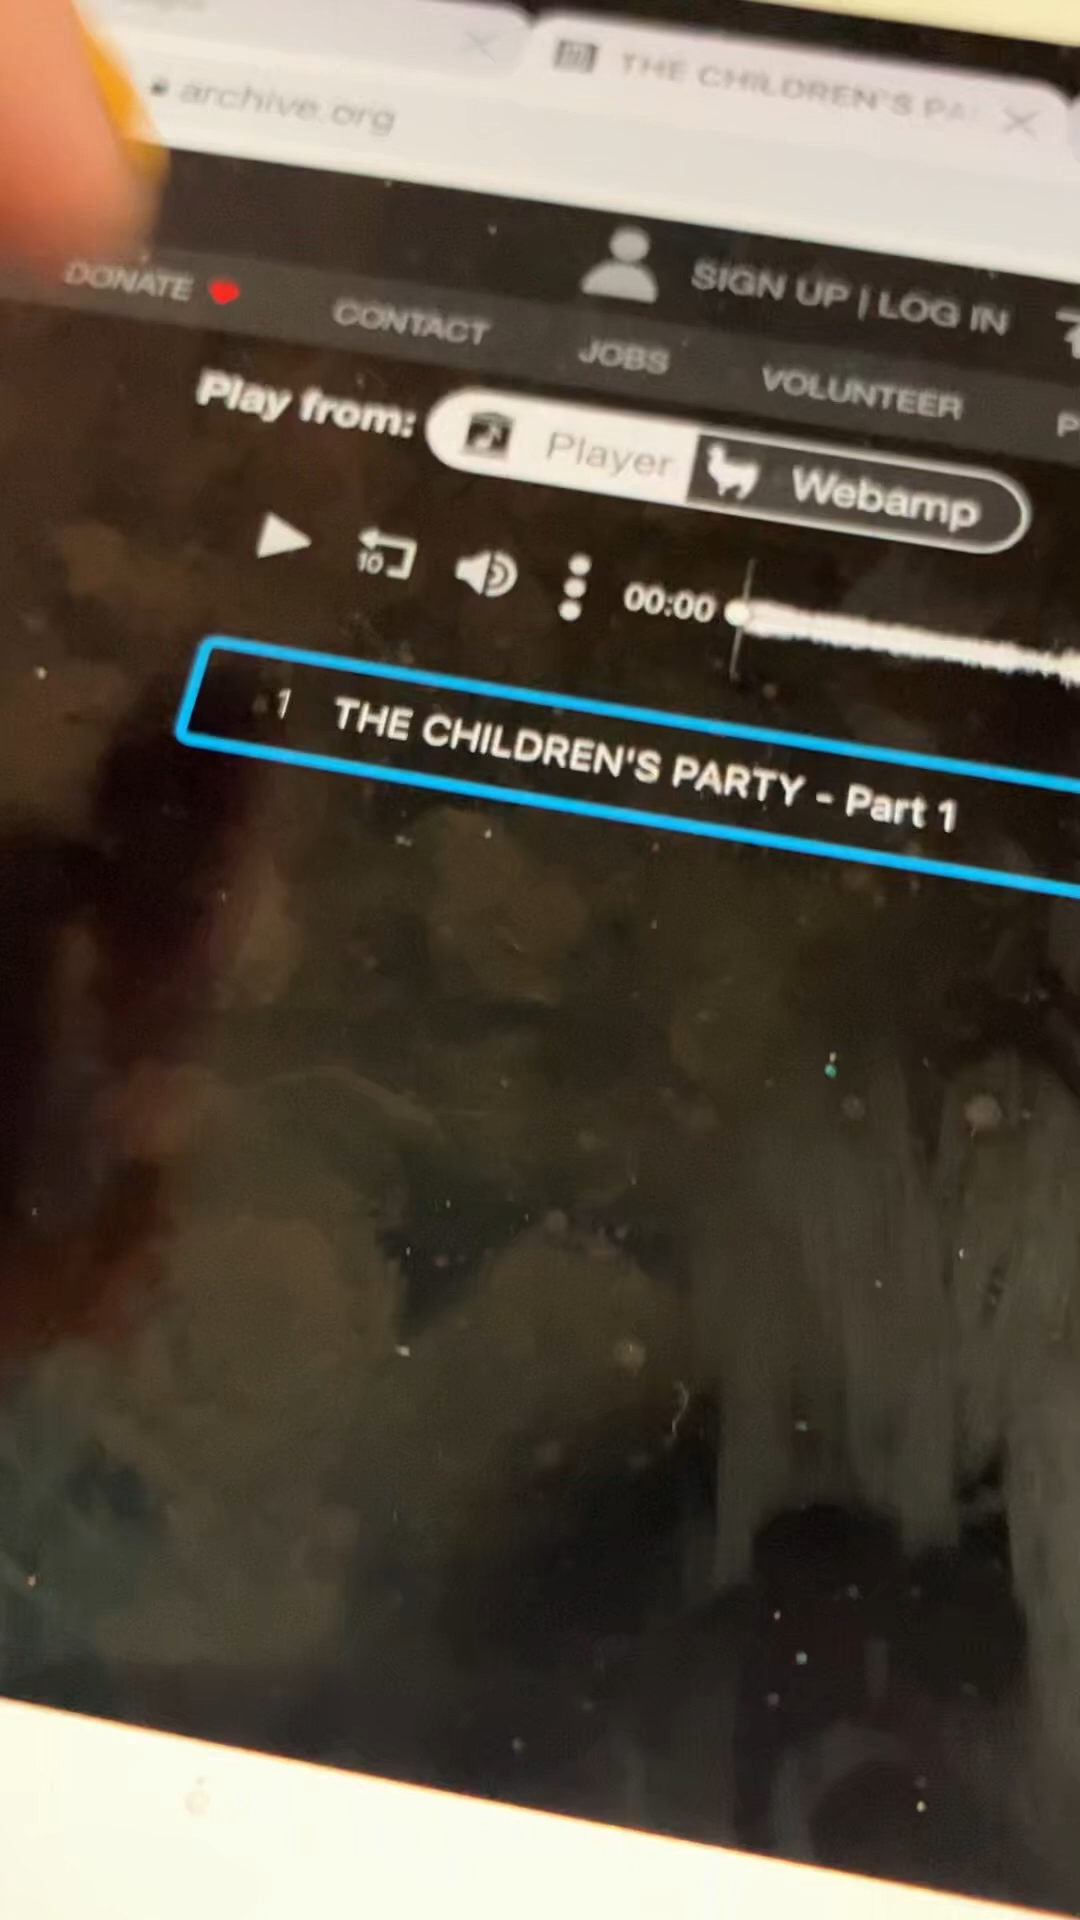 THE CHILDREN'S PA
archive.org
SIGN UP | LOG IN
DONATE CONTACT JOBS VOLUNTEER P
Play from: Player Webamp
10 00:00
1 THE CHILDREN'S PARTY - Part 1